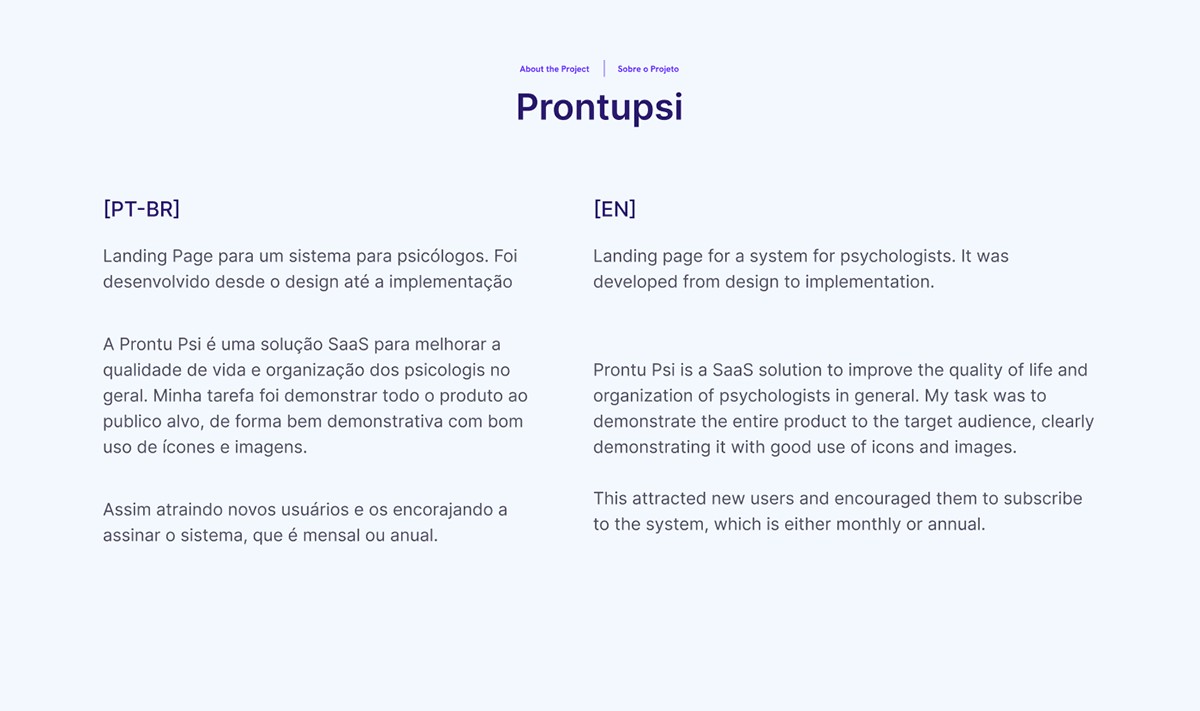 About the Project | Sobre o Projeto
Prontupsi
[PT-BR]
Landing Page para um sistema para psicólogos. Foi
desenvolvido desde o design até a implementação
A Prontu Psi é uma solução SaaS para melhorar a
qualidade de vida e organização dos psicologis no
geral. Minha tarefa foi demonstrar todo o produto ao
publico alvo, de forma bem demonstrativa com bom
uso de ícones e imagens.
Assim atraindo novos usuários e os encorajando a
assinar o sistema, que é mensal ou anual.
[EN]
Landing page for a system for psychologists. It was
developed from design to implementation.
Prontu Psi is a SaaS solution to improve the quality of life and
organization of psychologists in general. My task was to
demonstrate the entire product to the target audience, clearly
demonstrating it with good use of icons and images.
This attracted new users and encouraged them to subscribe
to the system, which is either monthly or annual.